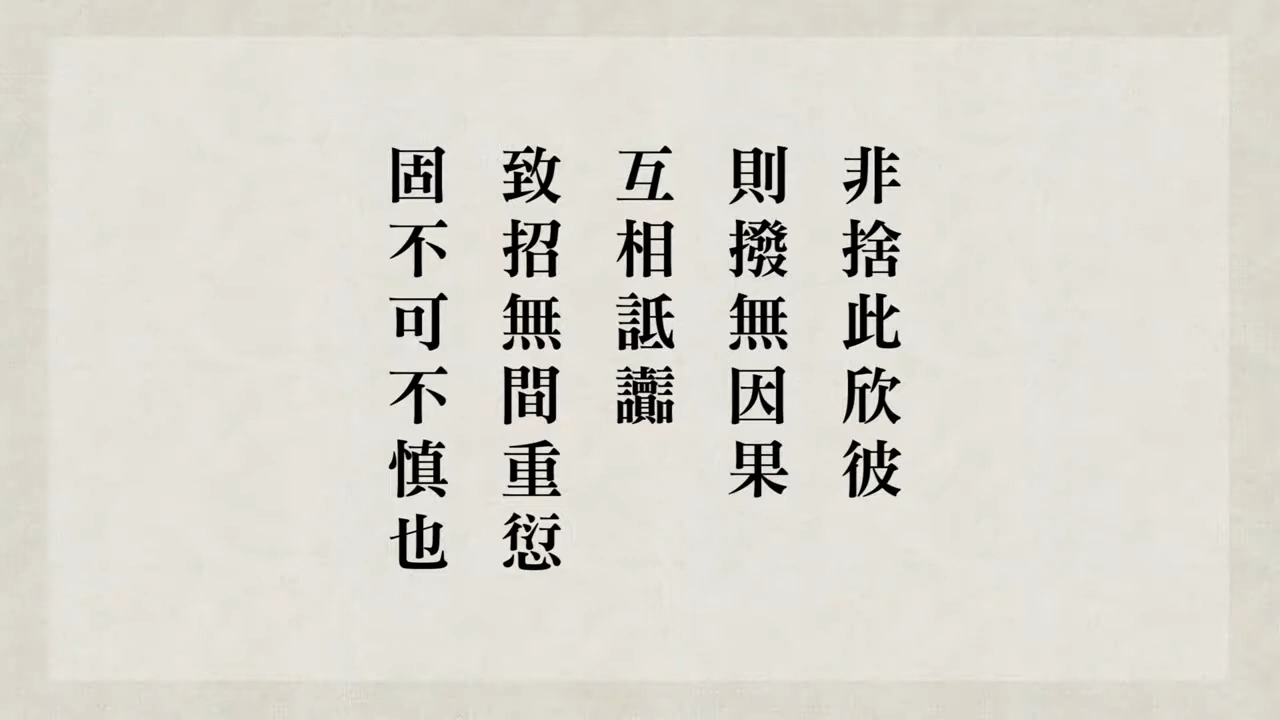 非捨此欣彼
則撥無因果
互相詆讟
致招無間重愆
固不可不慎也